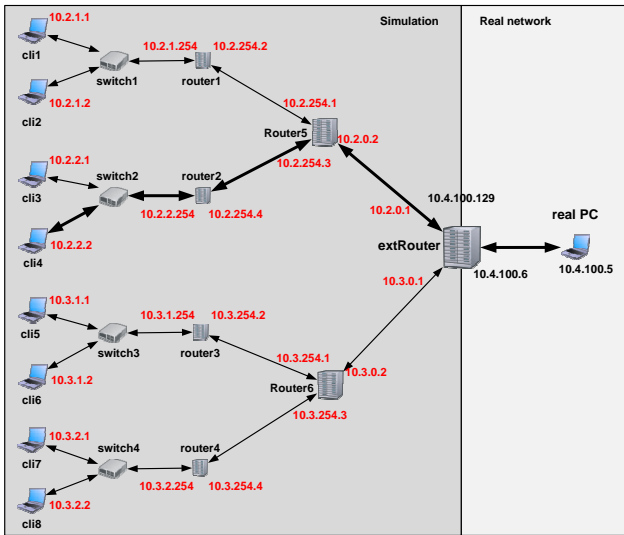 Simulation
Real network
10.2.1.1
cli1
10.2.1.254
10.2.254.2
switch1
router1
10.2.1.2
cli2
10.2.254.1
Router5
10.2.0.2
10.2.2.1
switch2
router2
10.2.254.3
cli3
10.2.2.254
10.2.254.4
10.2.2.2
cli4
10.2.0.1
10.4.100.129
real PC
extRouter
10.4.100.6
10.4.100.5
10.3.0.1
10.3.1.1
cli5
10.3.1.254
10.3.254.2
switch3
router3
10.3.1.2
cli6
10.3.254.1
10.3.0.2
Router6
10.3.254.3
10.3.2.1
switch4
router4
cli7
10.3.2.254
10.3.254.4
10.3.2.2
cli8